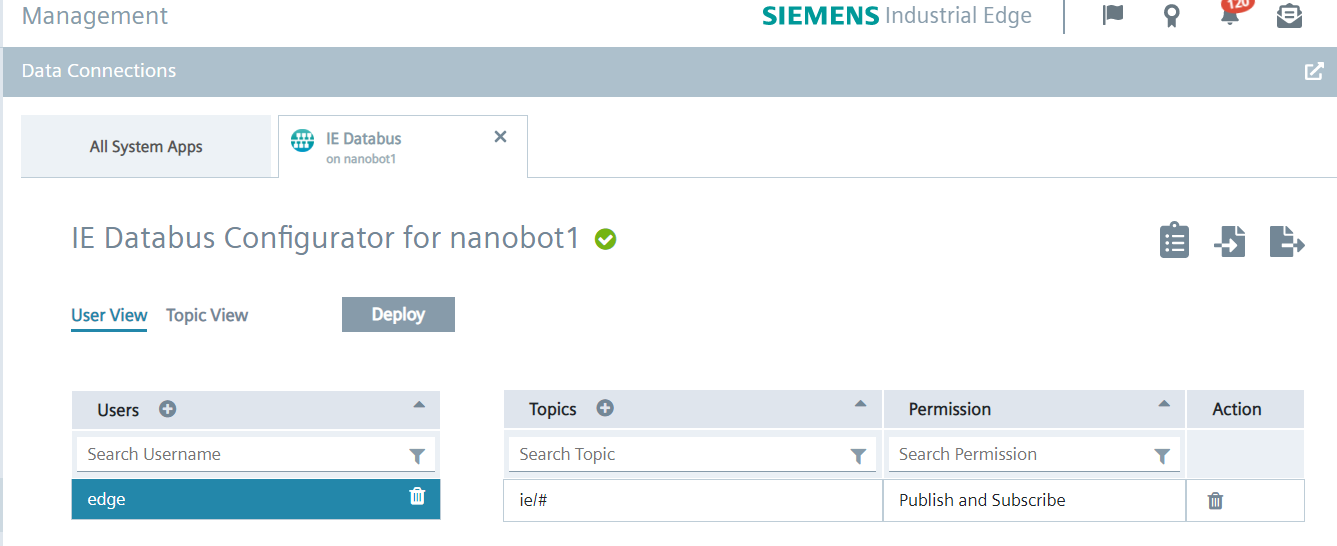 Management
SIEMENS Industrial Edge
120
Data Connections
All System Apps
IE Databus
on nanobot1
IE Databus Configurator for nanobot1
User View Topic View Deploy
Users Topics Permission Action
Search Username Search Topic Search Permission
edge ie/# Publish and Subscribe